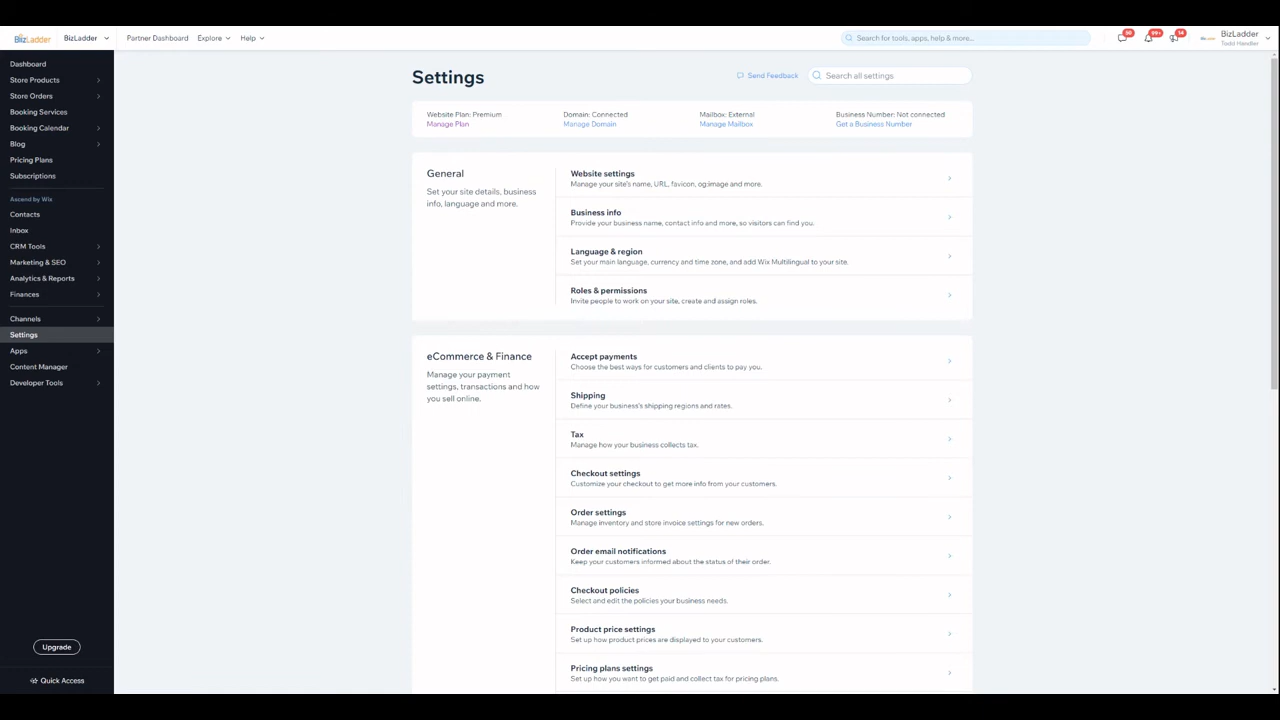 BizLadder
BizLadder
Partner Dashboard
Explore
Help
Search for tools, apps, help & more...
50
99+
14
BizLadder
Todd Handler
Dashboard
Store Products
Store Orders
Booking Services
Booking Calendar
Blog
Pricing Plans
Subscriptions
Ascend by Wix
Contacts
Inbox
CRM Tools
Marketing & SEO
Analytics & Reports
Finances
Channels
Settings
Apps
Content Manager
Developer Tools
Upgrade
Quick Access
Settings
Send Feedback
Search all settings
Website Plan: Premium
Manage Plan
Domain: Connected
Manage Domain
Mailbox: External
Manage Mailbox
Business Number: Not connected
Get a Business Number
General
Set your site details, business
info, language and more.
Website settings
Manage your site's name, URL, favicon, og:image and more.
Business info
Provide your business name, contact info and more, so visitors can find you.
Language & region
Set your main language, currency and time zone, and add Wix Multilingual to your site.
Roles & permissions
Invite people to work on your site, create and assign roles.
eCommerce & Finance
Manage your payment
settings, transactions and how
you sell online.
Accept payments
Choose the best ways for customers and clients to pay you.
Shipping
Define your business's shipping regions and rates.
Tax
Manage how your business collects tax.
Checkout settings
Customize your checkout to get more info from your customers.
Order settings
Manage inventory and store invoice settings for new orders.
Order email notifications
Keep your customers informed about the status of their order.
Checkout policies
Select and edit the policies your business needs.
Product price settings
Set up how product prices are displayed to your customers.
Pricing plans settings
Set up how you want to get paid and collect tax for pricing plans.